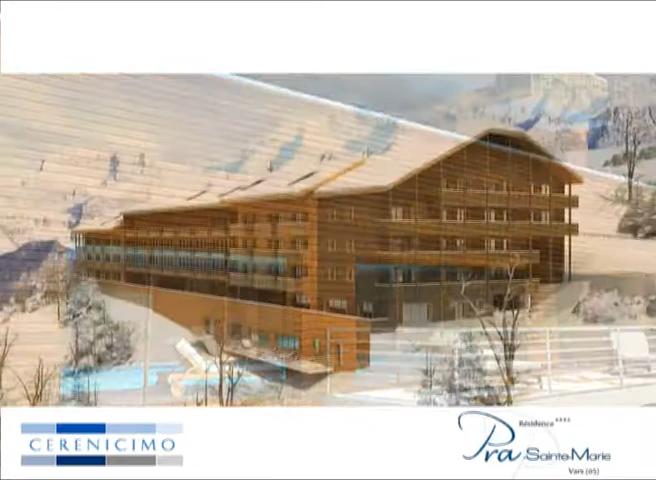 CERENICIMO
Résidence ****
Pra Sainte-Marie
Vars (05)